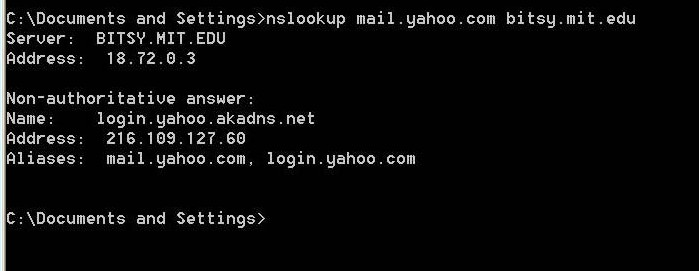 C:\Documents and Settings>nslookup mail.yahoo.com bitsy.mit.edu
Server:  BITSY.MIT.EDU
Address:  18.72.0.3
Non-authoritative answer:
Name:    login.yahoo.akadns.net
Address:  216.109.127.60
Aliases:  mail.yahoo.com, login.yahoo.com
C:\Documents and Settings>